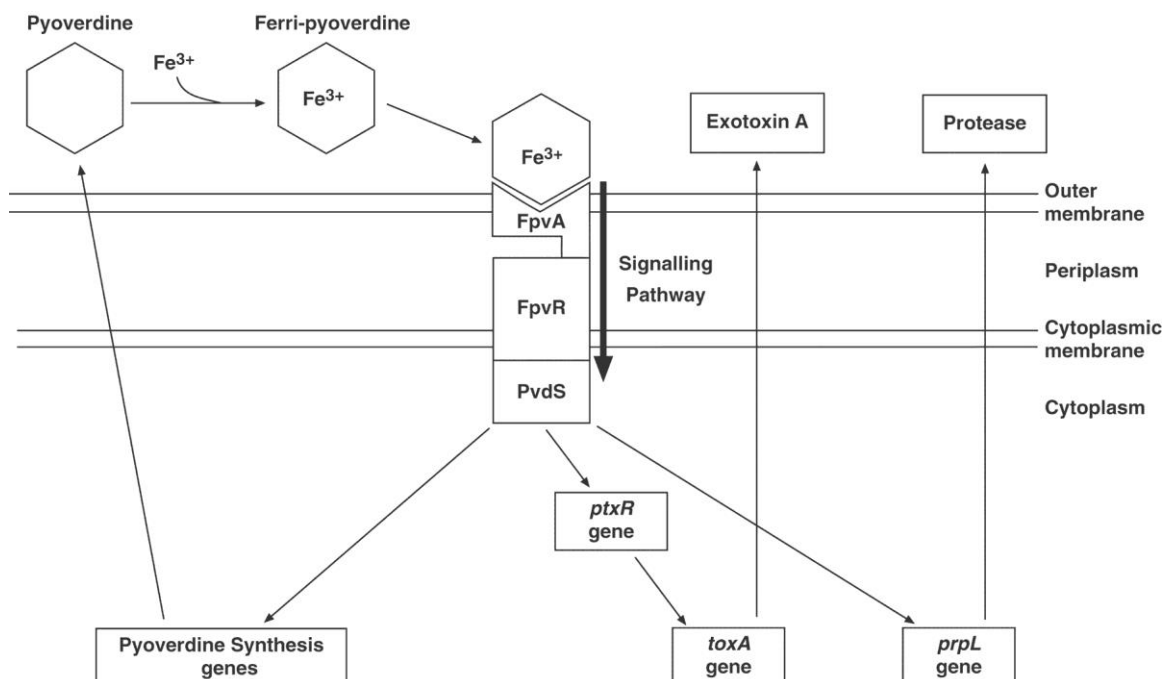 Pyoverdine
Ferri-pyoverdine
Fe³⁺
Fe³⁺
Fe³⁺
Exotoxin A
Protease
Outer
membrane
FpvA
Signalling
Pathway
Periplasm
FpvR
Cytoplasmic
membrane
PvdS
Cytoplasm
ptxR
gene
Pyoverdine Synthesis
genes
toxA
gene
prpL
gene